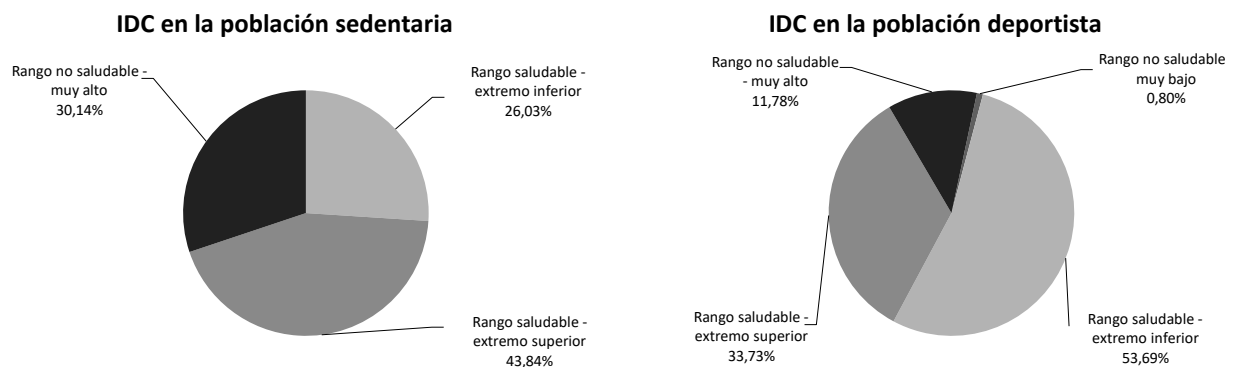 IDC en la población sedentaria
Rango no saludable -
muy alto
30,14%
Rango saludable -
extremo inferior
26,03%
Rango saludable -
extremo superior
43,84%
IDC en la población deportista
Rango no saludable
- muy alto
11,78%
Rango no saludable
muy bajo
0,80%
Rango saludable -
extremo superior
33,73%
Rango saludable -
extremo inferior
53,69%